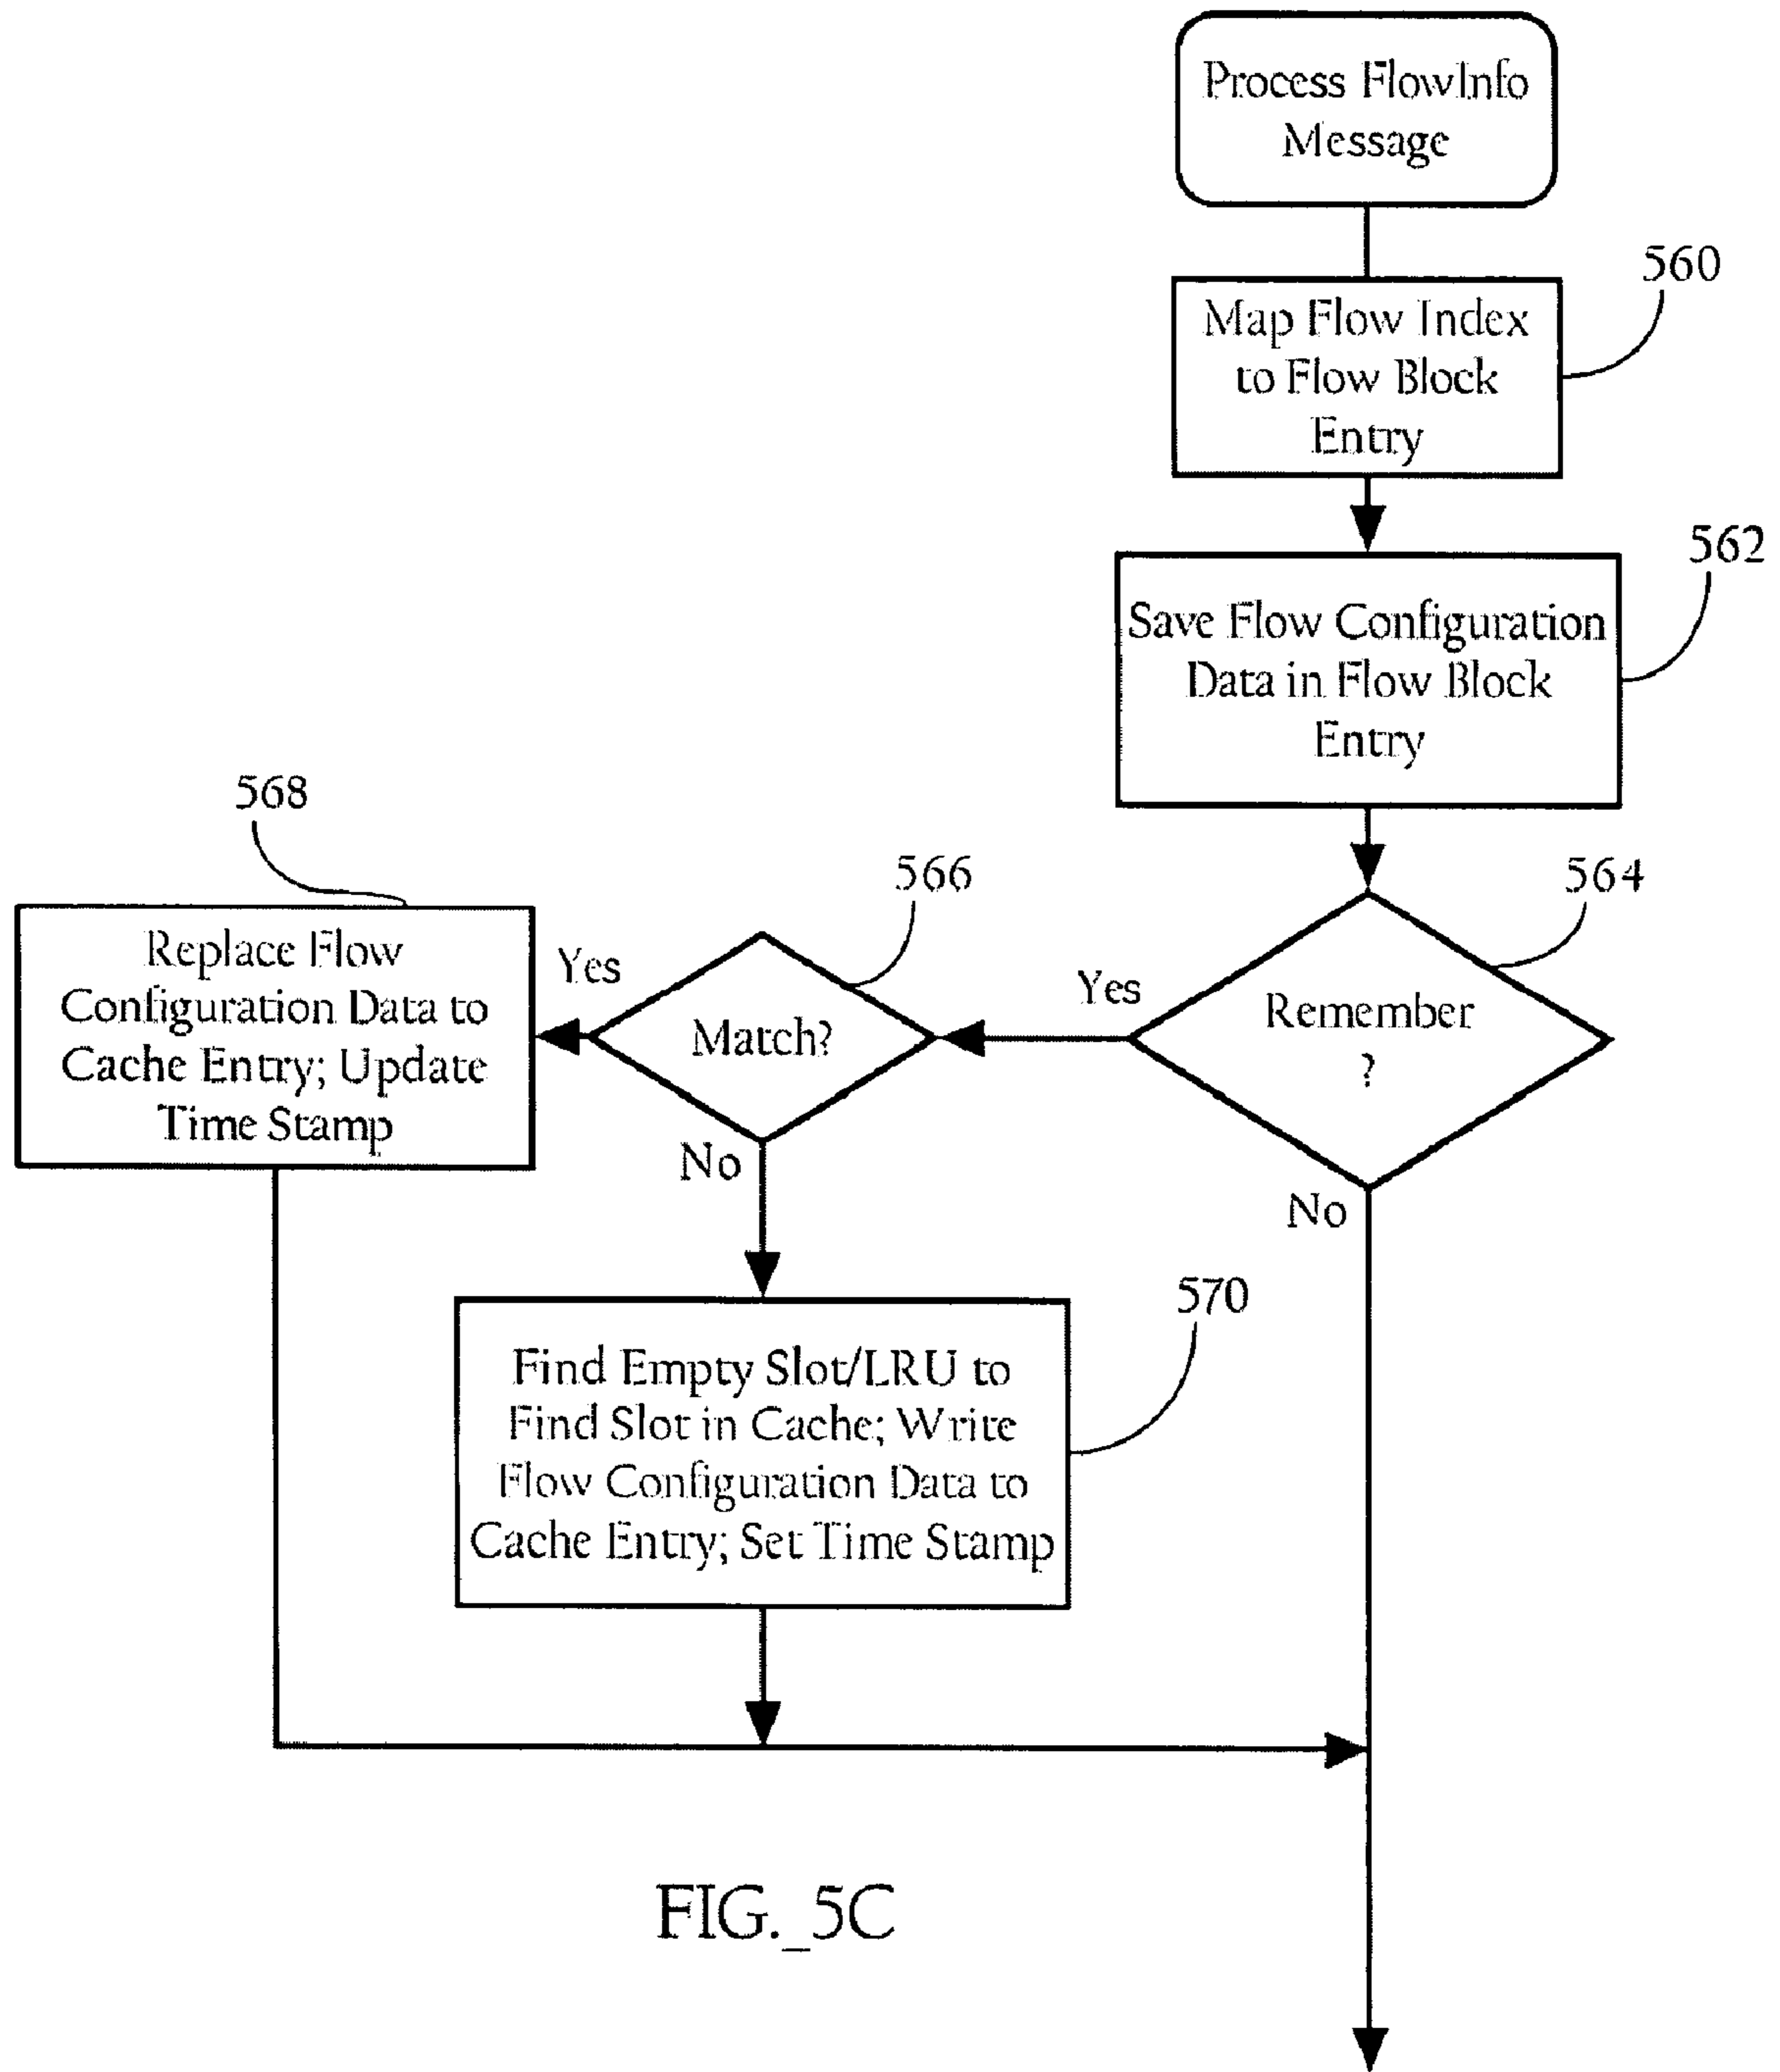 Process FlowInfo
Message
560
Map Flow Index
to Flow Block
Entry
562
Save Flow Configuration
Data in Flow Block
Entry
568
566
564
Replace Flow
Configuration Data to
Cache Entry; Update
Time Stamp
Yes
Match?
No
Yes
Remember
?
No
570
Find Empty Slot/LRU to
Find Slot in Cache; Write
Flow Configuration Data to
Cache Entry; Set Time Stamp
FIG._5C